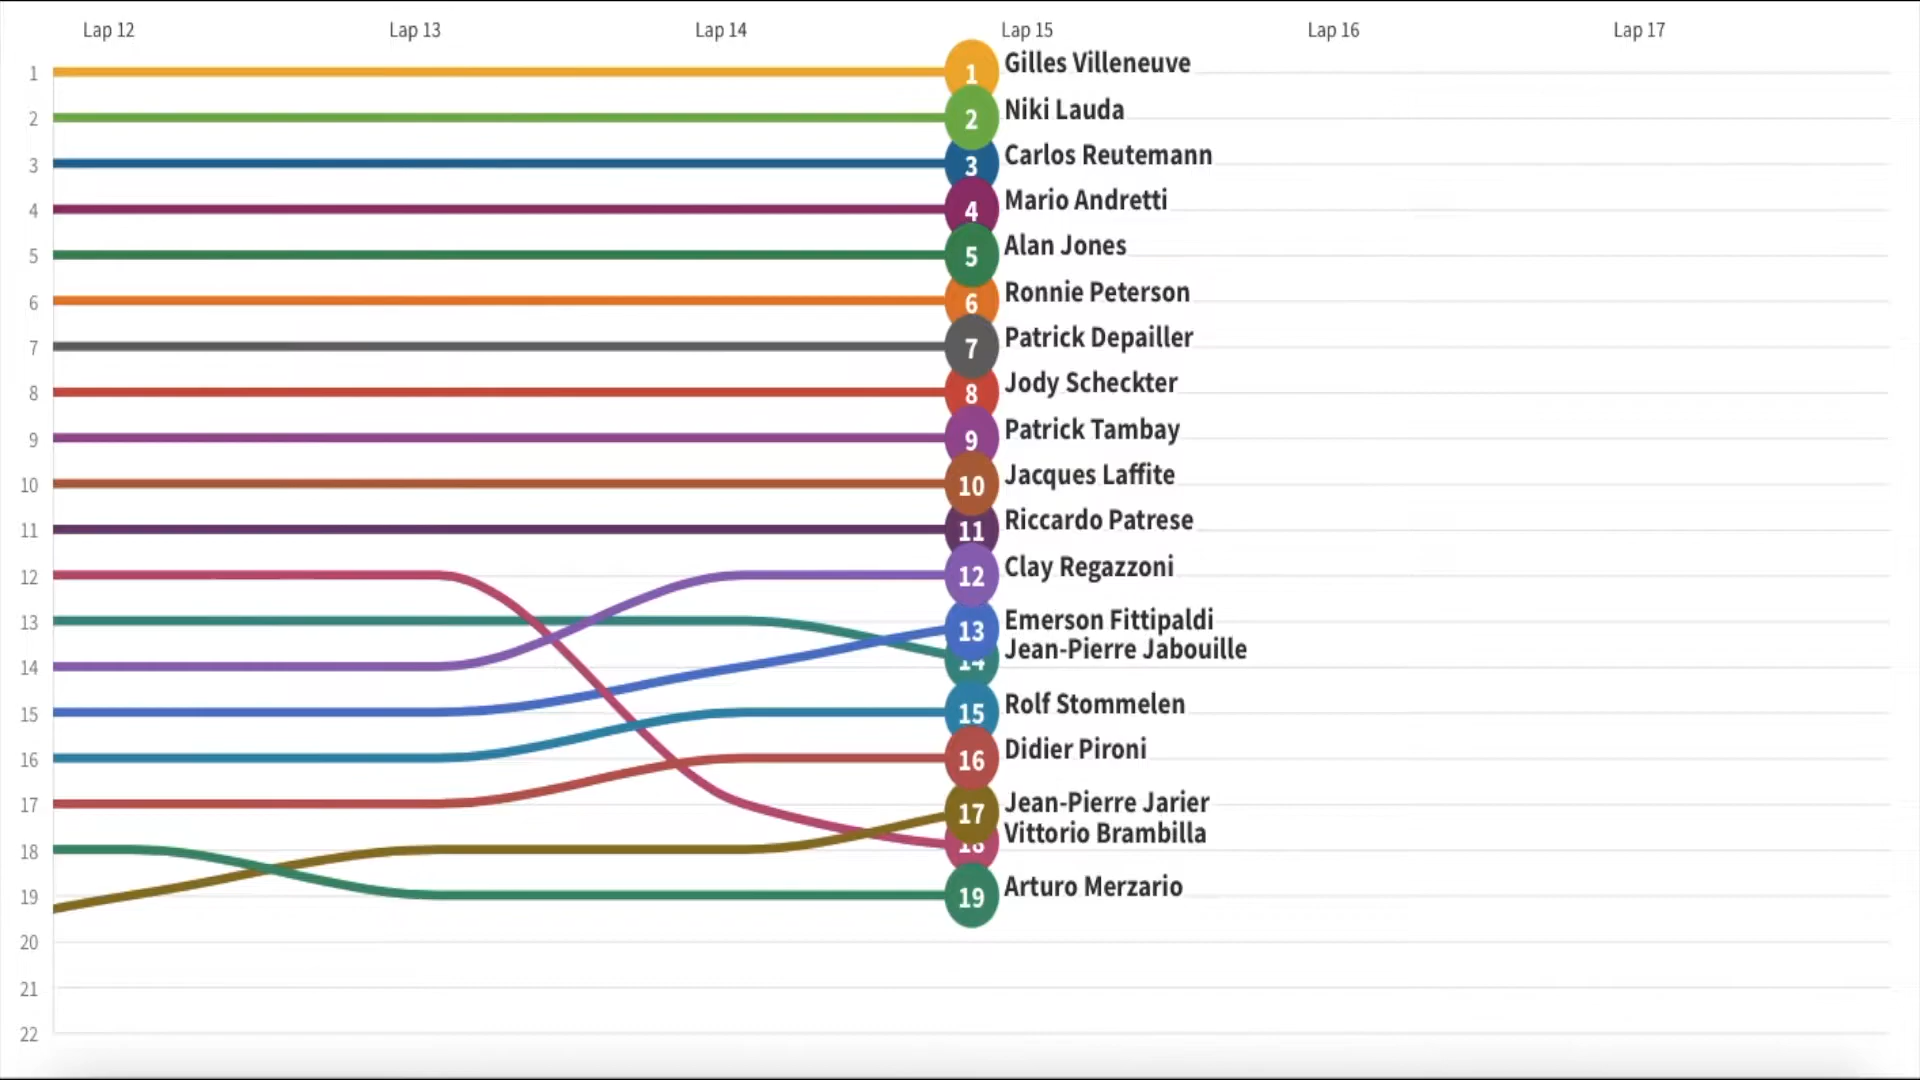 Lap 12 Lap 13 Lap 14 Lap 15 Lap 16 Lap 17
1 1 Gilles Villeneuve
2 2 Niki Lauda
3 3 Carlos Reutemann
4 4 Mario Andretti
5 5 Alan Jones
6 6 Ronnie Peterson
7 7 Patrick Depailler
8 8 Jody Scheckter
9 9 Patrick Tambay
10 10 Jacques Laffite
11 11 Riccardo Patrese
12 12 Clay Regazzoni
13 13 Emerson Fittipaldi
14 14 Jean-Pierre Jabouille
15 15 Rolf Stommelen
16 16 Didier Pironi
17 17 Jean-Pierre Jarier
18 18 Vittorio Brambilla
19 19 Arturo Merzario
20
21
22